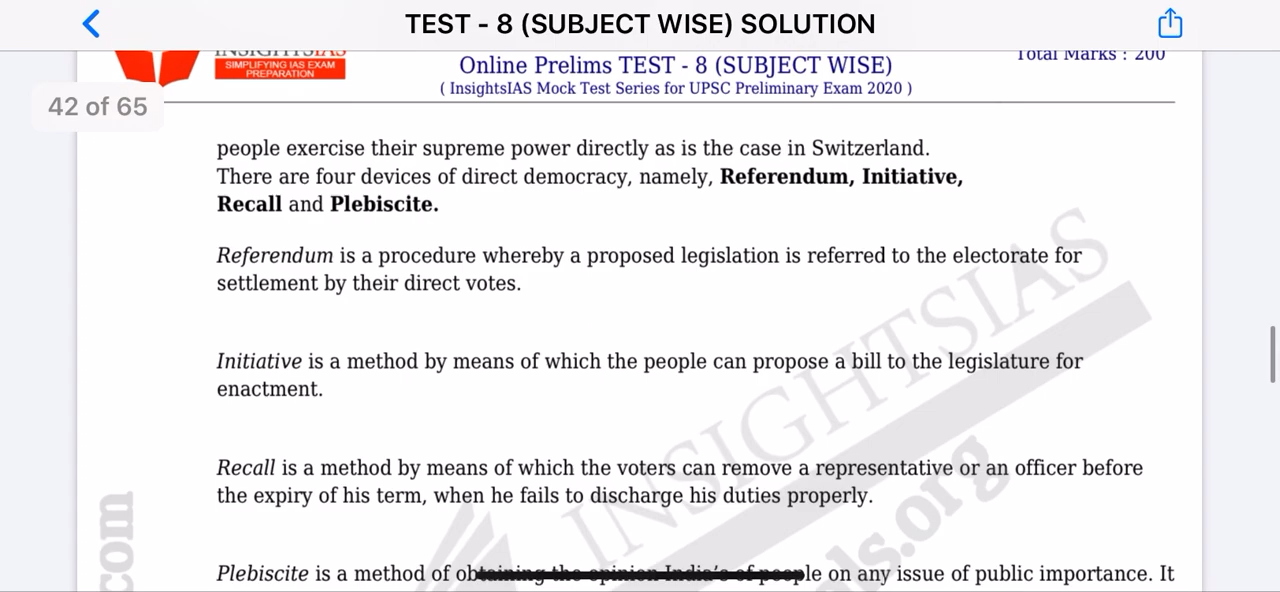 TEST - 8 (SUBJECT WISE) SOLUTION
INSIGHTSIAS
SIMPLIFYING IAS EXAM
PREPARATION
Online Prelims TEST - 8 (SUBJECT WISE)
( InsightsIAS Mock Test Series for UPSC Preliminary Exam 2020 )
Total Marks : 200
42 of 65
people exercise their supreme power directly as is the case in Switzerland.
There are four devices of direct democracy, namely, Referendum, Initiative,
Recall and Plebiscite.
Referendum is a procedure whereby a proposed legislation is referred to the electorate for
settlement by their direct votes.
Initiative is a method by means of which the people can propose a bill to the legislature for
enactment.
Recall is a method by means of which the voters can remove a representative or an officer before
the expiry of his term, when he fails to discharge his duties properly.
Plebiscite is a method of obtaining the opinion India's of people on any issue of public importance. It
INSIGHTSIAS
ls.org
com